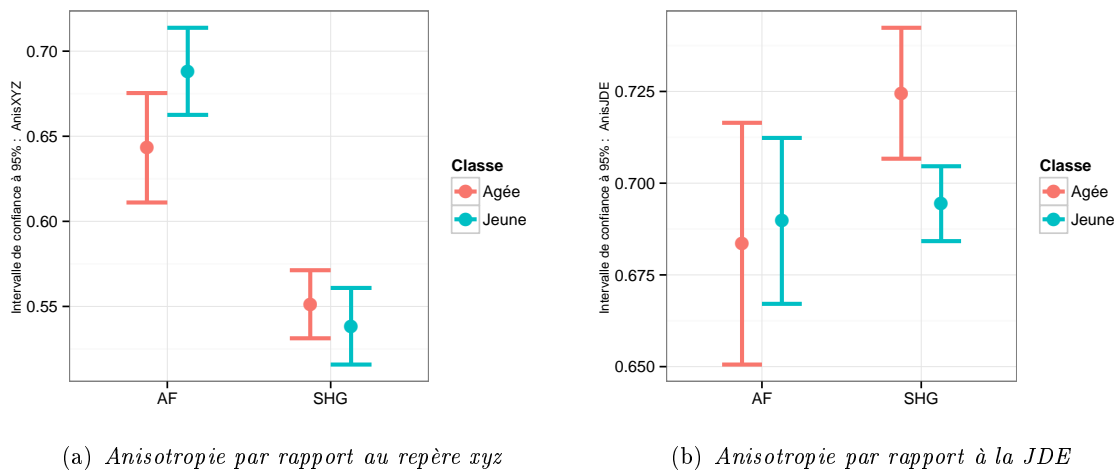 Intervalle de confiance à 95% : AnisXYZ
0.70
0.65
0.60
0.55
AF
SHG
Classe
Agée
Jeune
(a) Anisotropie par rapport au repère xyz
Intervalle de confiance à 95% : AnisJDE
0.725
0.700
0.675
0.650
AF
SHG
Classe
Agée
Jeune
(b) Anisotropie par rapport à la JDE